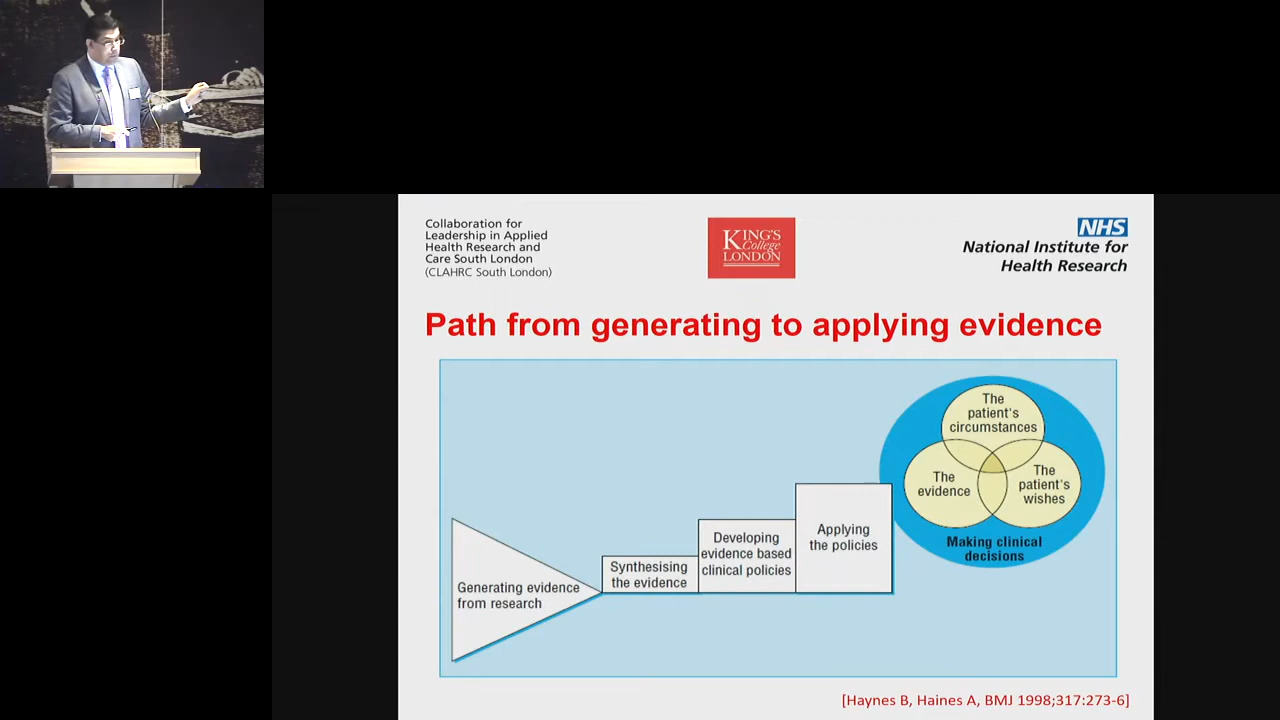 Collaboration for
Leadership in Applied
Health Research and
Care South London
(CLAHRC South London)
KING'S
College
LONDON
NHS
National Institute for
Health Research
Path from generating to applying evidence
The
patient's
circumstances
The
evidence
The
patient's
wishes
Making clinical
decisions
Applying
the policies
Developing
evidence based
clinical policies
Synthesising
the evidence
Generating evidence
from research
[Haynes B, Haines A, BMJ 1998;317:273-6]